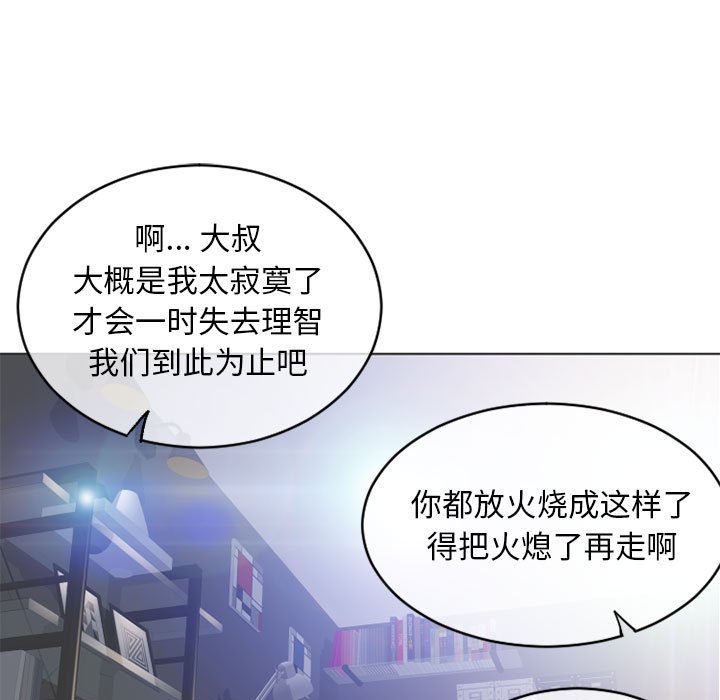 啊... 大叔
大概是我太寂寞了
才会一时失去理智
我们到此为止吧
你都放火烧成这样了
得把火熄了再走啊